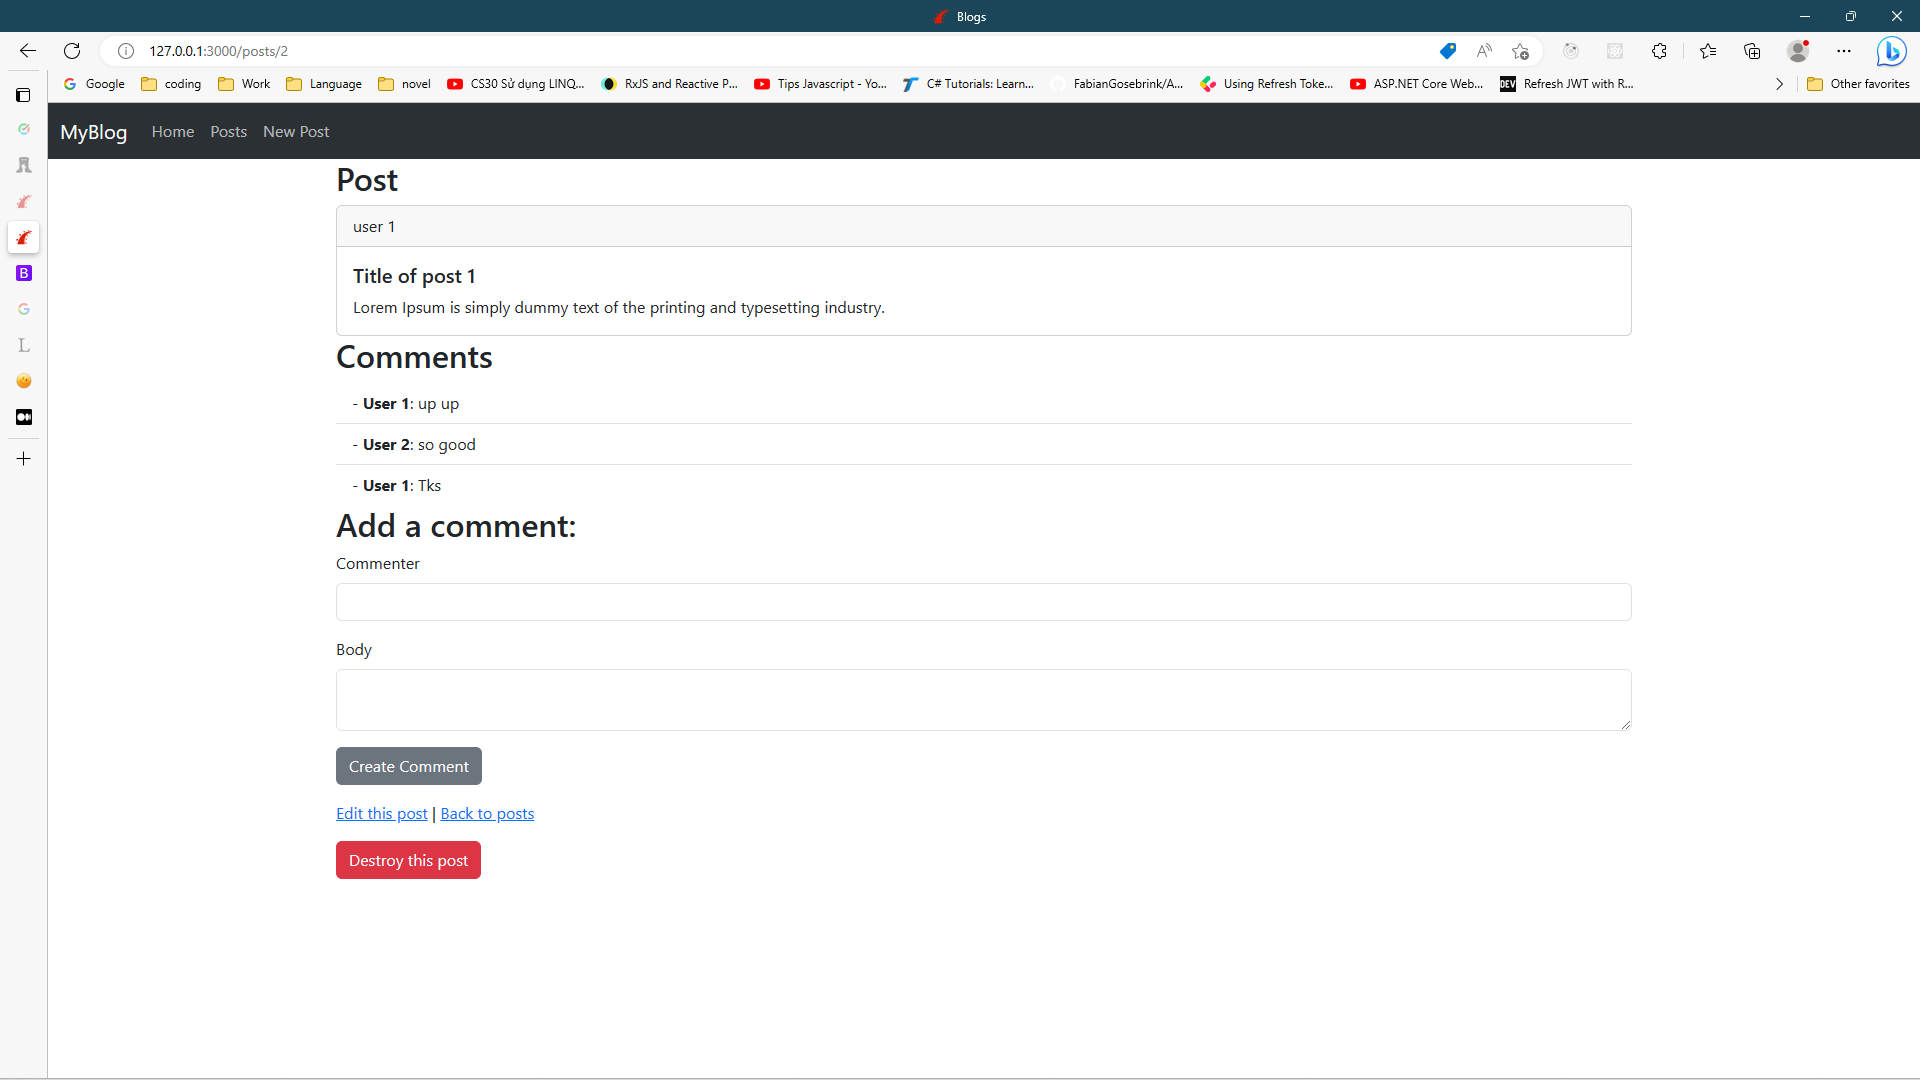 Blogs
127.0.0.1:3000/posts/2
Google coding Work Language novel CS30 Sử dụng LINQ... RxJS and Reactive P... Tips Javascript - Yo... C# Tutorials: Learn... FabianGosebrink/A... Using Refresh Toke... ASP.NET Core Web... DEV Refresh JWT with R... Other favorites
MyBlog Home Posts New Post
Post
user 1
Title of post 1
Lorem Ipsum is simply dummy text of the printing and typesetting industry.
Comments
- User 1: up up
- User 2: so good
- User 1: Tks
Add a comment:
Commenter
Body
Create Comment
Edit this post | Back to posts
Destroy this post